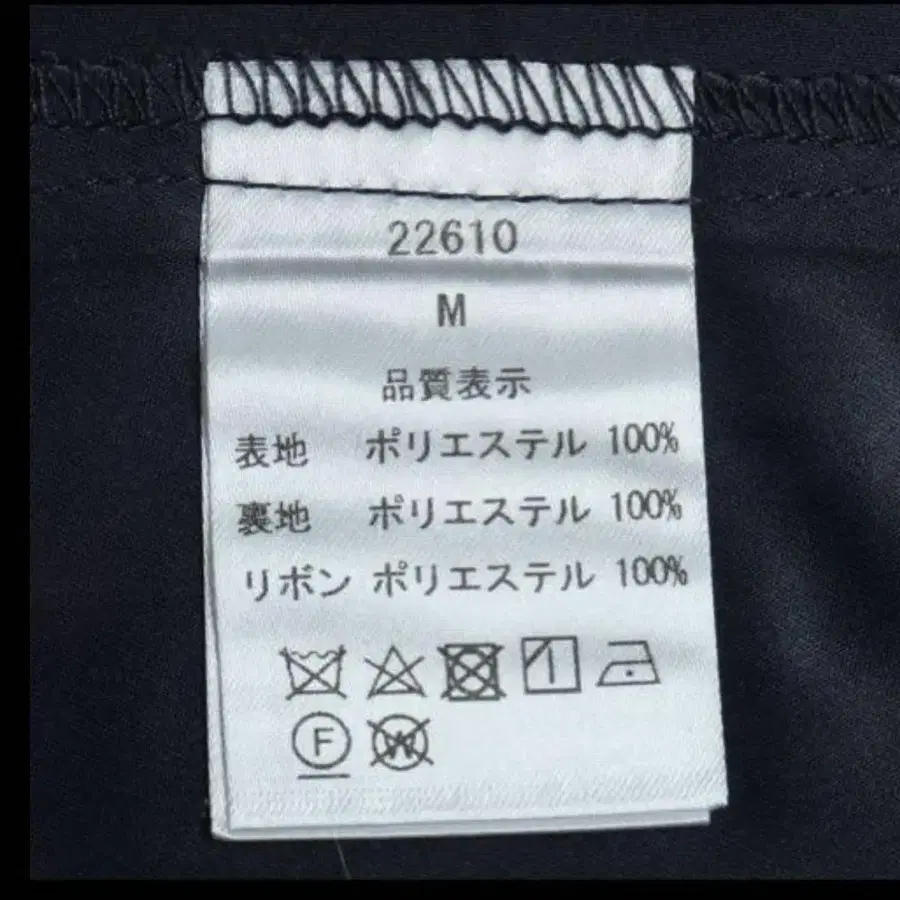 22610
M
品質表示
表地 ポリエステル 100%
裏地 ポリエステル 100%
リボン ポリエステル 100%
F W